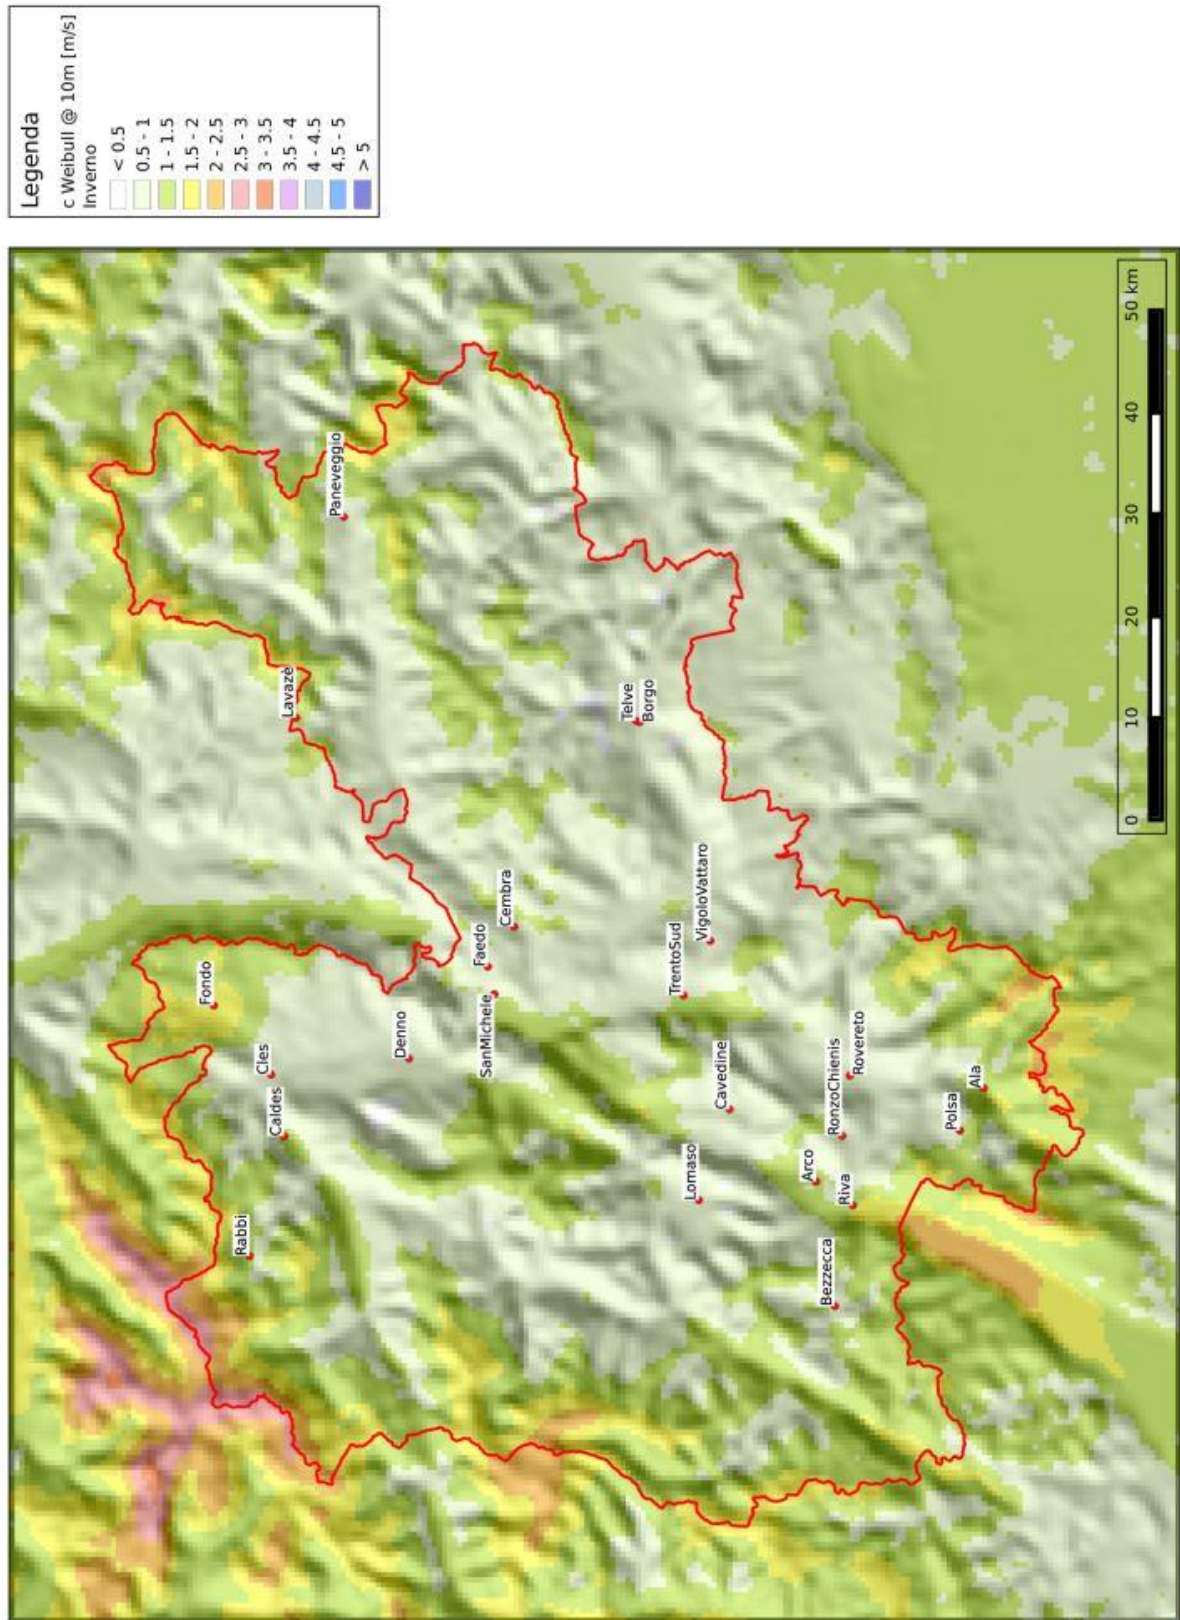 Legenda
c Weibull @ 10m [m/s]
Inverno
< 0.5
0.5 - 1
1 - 1.5
1.5 - 2
2 - 2.5
2.5 - 3
3 - 3.5
3.5 - 4
4 - 4.5
4.5 - 5
> 5
Paneveggio
Lavazè
Fondo
Rabbi
Caldes
Cles
Denno
SanMichele
Faedo
Cembra
Telve
Borgo
Lomaso
Cavedine
TrentoSud
VigoloVattaro
Bezzecca
Riva
Arco
RonzoChienis
Rovereto
Polsa
Ala
0 10 20 30 40 50 km